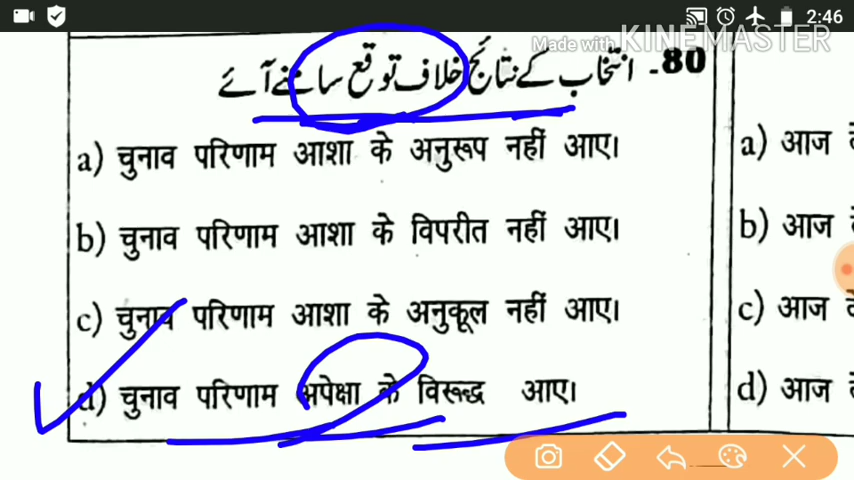 2:46
Made with KINEMASTER
80- انتخاب کے نتائج خلاف توقع سامنے آئے
a) चुनाव परिणाम आशा के अनुरूप नहीं आए।
b) चुनाव परिणाम आशा के विपरीत नहीं आए।
c) चुनाव परिणाम आशा के अनुकूल नहीं आए।
d) चुनाव परिणाम अपेक्षा के विरूद्ध आए।
a) आज
b) आज
c) आज
d) आज